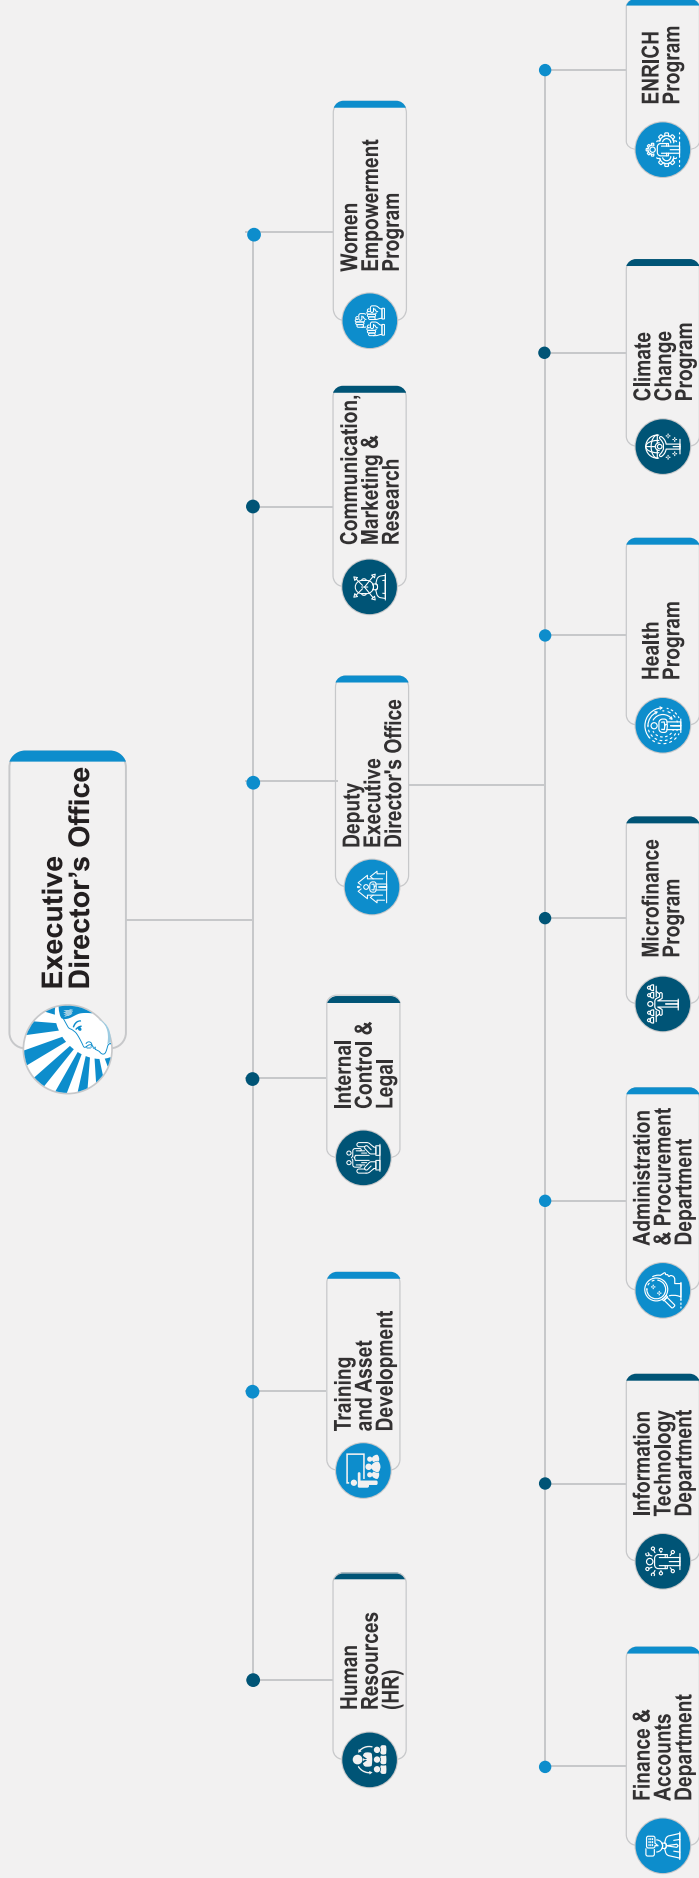 Executive
Director's Office
Human
Resources
(HR)
Training
and Asset
Development
Internal
Control &
Legal
Deputy
Executive
Director's Office
Communication,
Marketing &
Research
Women
Empowerment
Program
Finance &
Accounts
Department
Information
Technology
Department
Administration
& Procurement
Department
Microfinance
Program
Health
Program
Climate
Change
Program
ENRICH
Program